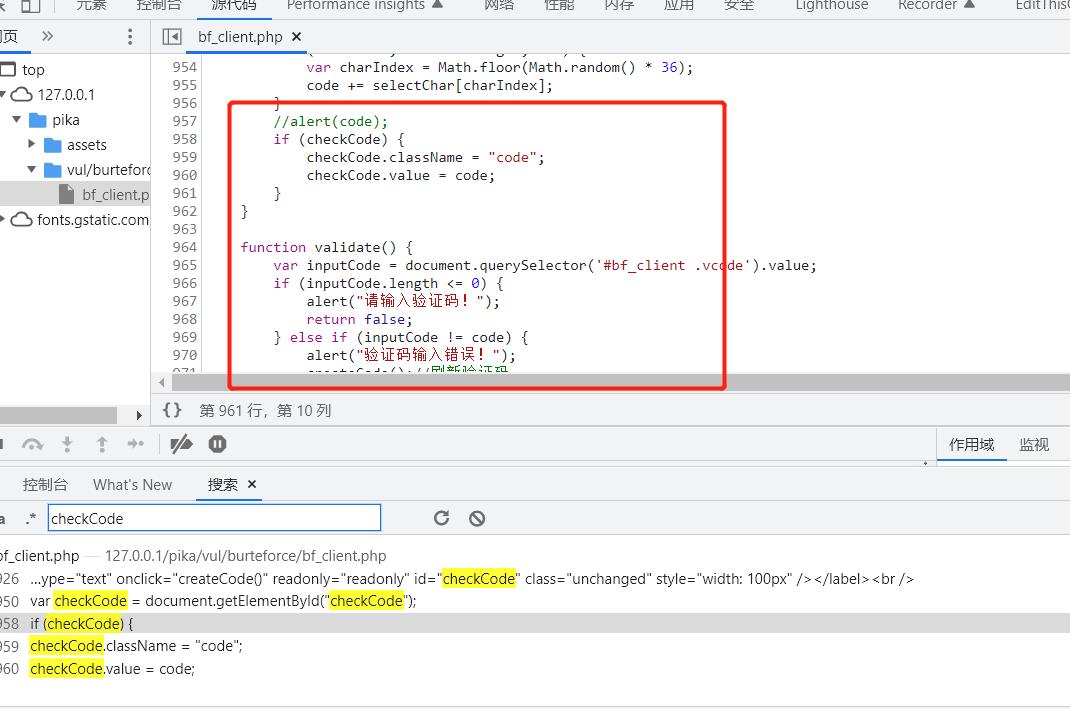 元素 控制台 源代码 Performance insights 网络 性能 内存 应用 安全 Lighthouse Recorder EditThisC
页 » bf_client.php ×
top
127.0.0.1
pika
assets
vul/burteforc
bf_client.p
fonts.gstatic.com
954 var charIndex = Math.floor(Math.random() * 36);
955 code += selectChar[charIndex];
956 }
957 //alert(code);
958 if (checkCode) {
959 checkCode.className = "code";
960 checkCode.value = code;
961 }
962 }
963
964 function validate() {
965 var inputCode = document.querySelector('#bf_client .vcode').value;
966 if (inputCode.length <= 0) {
967 alert("请输入验证码！");
968 return false;
969 } else if (inputCode != code) {
970 alert("验证码输入错误！");
971 createCode();//刷新验证码
{} 第 961 行，第 10 列
作用域 监视
控制台 What's New 搜索 ×
a .* checkCode
bf_client.php — 127.0.0.1/pika/vul/burteforce/bf_client.php
926 …ype="text" onclick="createCode()" readonly="readonly" id="checkCode" class="unchanged" style="width: 100px" /></label><br />
950 var checkCode = document.getElementById("checkCode");
958 if (checkCode) {
959 checkCode.className = "code";
960 checkCode.value = code;